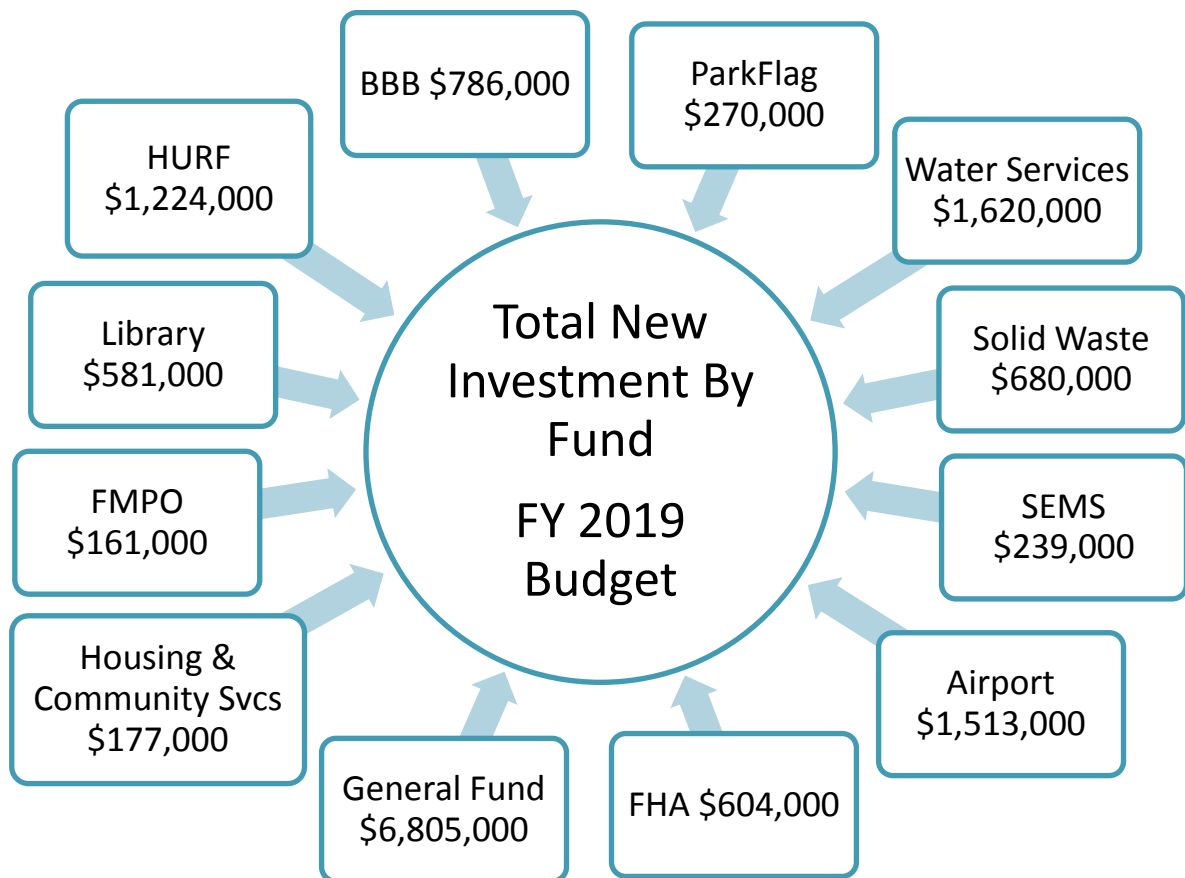 BBB $786,000
ParkFlag
$270,000
HURF
$1,224,000
Water Services
$1,620,000
Library
$581,000
Total New
Investment By
Fund
FY 2019
Budget
Solid Waste
$680,000
FMPO
$161,000
SEMS
$239,000
Housing &
Community Svcs
$177,000
Airport
$1,513,000
General Fund
$6,805,000
FHA $604,000